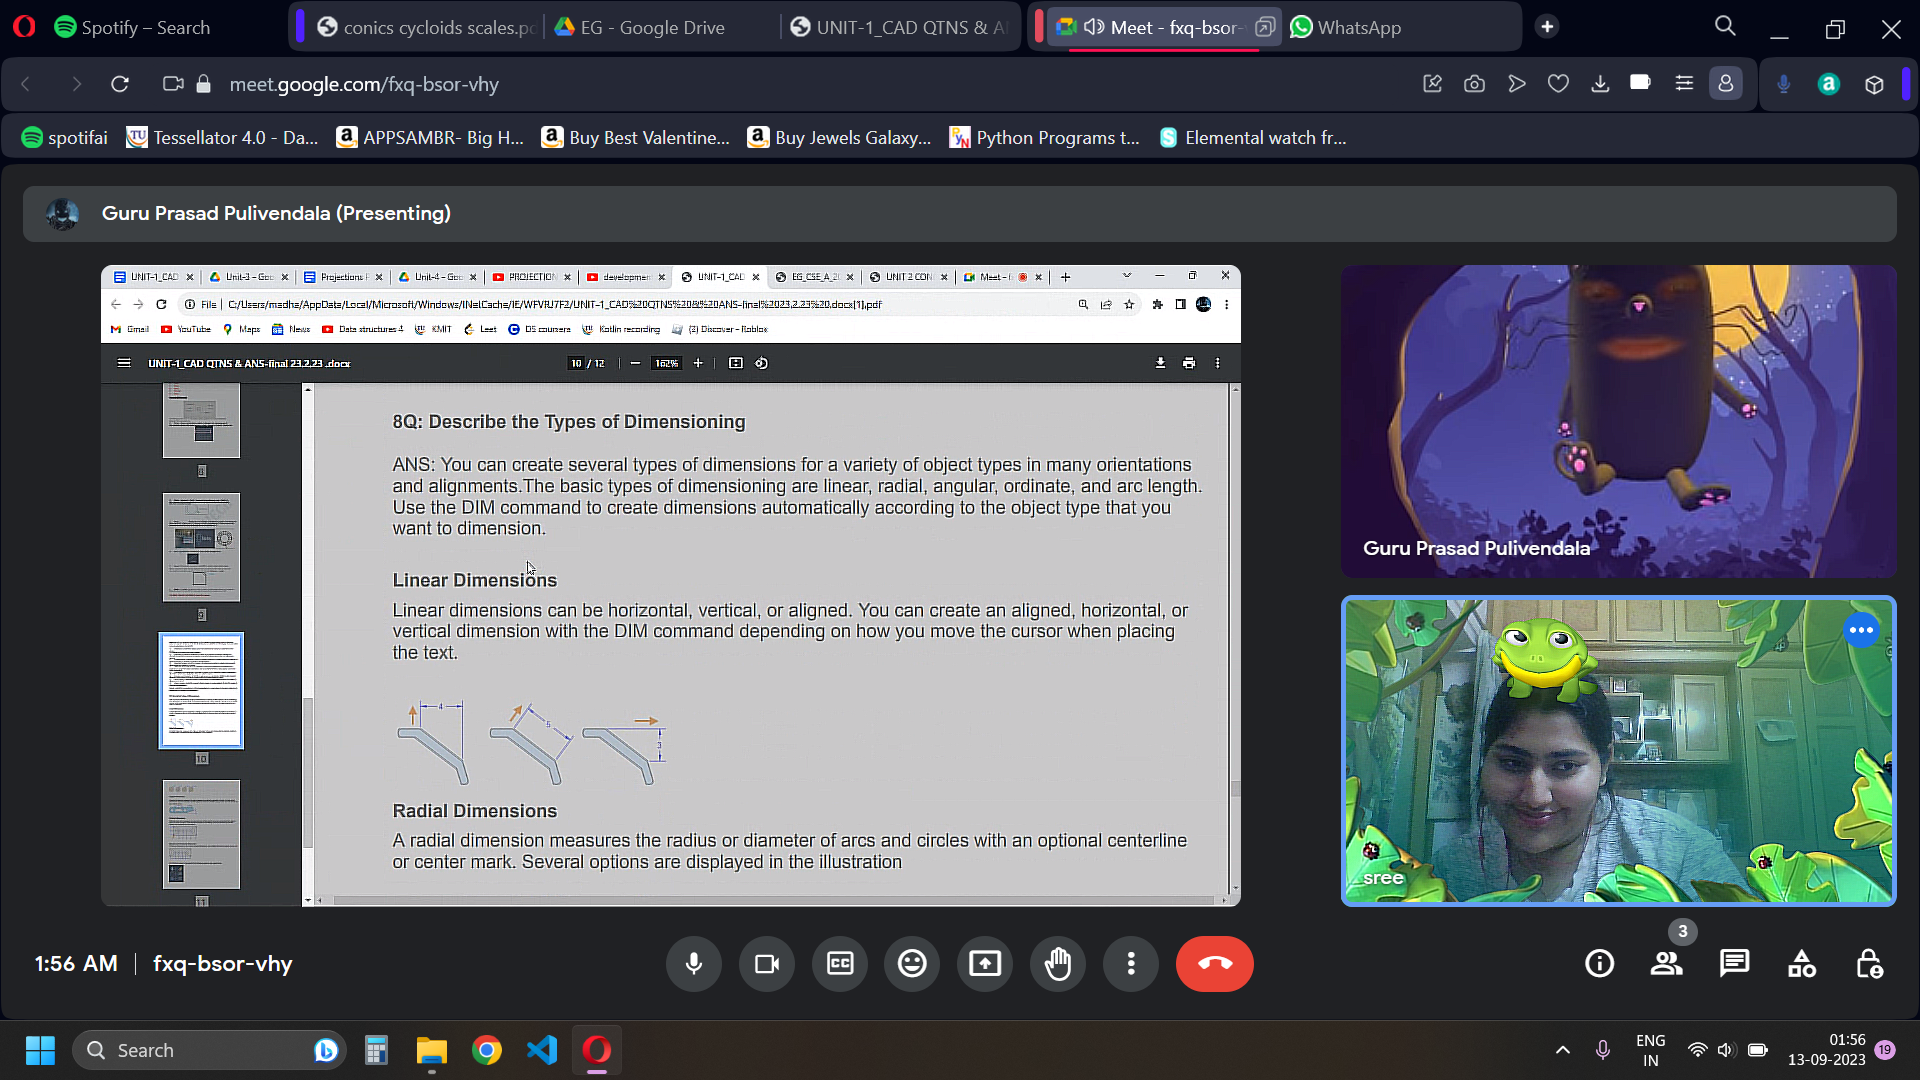 Spotify – Search
conics cycloids scales.pd
EG - Google Drive
UNIT-1_CAD QTNS & A
Meet - fxq-bsor-
WhatsApp
meet.google.com/fxq-bsor-vhy
spotifai
Tessellator 4.0 - Da...
APPSAMBR- Big H...
Buy Best Valentine...
Buy Jewels Galaxy...
Python Programs t...
Elemental watch fr...
Guru Prasad Pulivendala (Presenting)
UNIT-1_CAD
Unit-3 - Goo
Projections F
Unit-4 - Goo
PROJECTION
developmen
UNIT-1_CAD
EG_CSE_A_2
UNIT 2 CON
Meet - f
File
C:/Users/madha/AppData/Local/Microsoft/Windows/INetCache/IE/WFVRJ7F2/UNIT-1_CAD%20QTNS%20&%20ANS-final%2023.2.23%20.docx[1].pdf
Gmail
YouTube
Maps
News
Data structures 4
KMIT
Leet
DS coursera
Kotlin recording
(2) Discover - Roblox
UNIT-1_CAD QTNS & ANS-final 23.2.23 .docx
10 / 12
162%
8Q: Describe the Types of Dimensioning
ANS: You can create several types of dimensions for a variety of object types in many orientations
and alignments.The basic types of dimensioning are linear, radial, angular, ordinate, and arc length.
Use the DIM command to create dimensions automatically according to the object type that you
want to dimension.
Linear Dimensions
Linear dimensions can be horizontal, vertical, or aligned. You can create an aligned, horizontal, or
vertical dimension with the DIM command depending on how you move the cursor when placing
the text.
4
5
3
Radial Dimensions
A radial dimension measures the radius or diameter of arcs and circles with an optional centerline
or center mark. Several options are displayed in the illustration
8
9
10
11
Guru Prasad Pulivendala
sree
1:56 AM
fxq-bsor-vhy
CC
3
Search
ENG
IN
01:56
13-09-2023
19